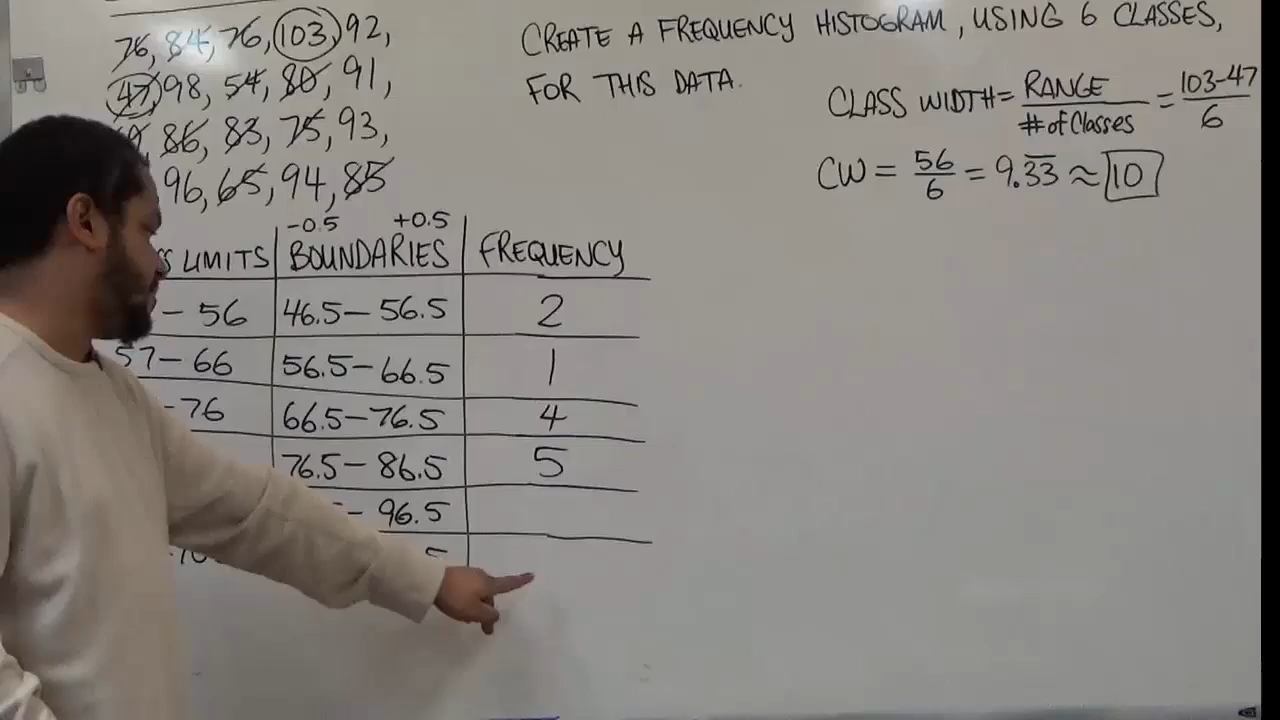 76, 84, 76, 103, 92,
47, 98, 54, 80, 91,
86, 83, 75, 93,
96, 65, 94, 85
CREATE A FREQUENCY HISTOGRAM, USING 6 CLASSES,
FOR THIS DATA.
CLASS WIDTH = RANGE / # of Classes = 103-47 / 6
CW = 56 / 6 = 9.33 ≈ 10
-0.5 +0.5
LIMITS BOUNDARIES FREQUENCY
- 56 46.5 - 56.5 2
57 - 66 56.5 - 66.5 1
- 76 66.5 - 76.5 4
76.5 - 86.5 5
- 96.5